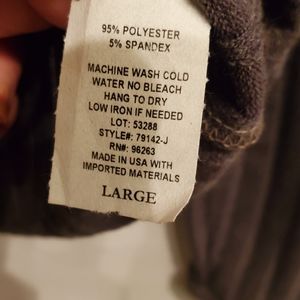 95% POLYESTER
5% SPANDEX
MACHINE WASH COLD
WATER NO BLEACH
HANG TO DRY
LOW IRON IF NEEDED
LOT: 53288
STYLE#: 79142-J
RN#: 96263
MADE IN USA WITH
IMPORTED MATERIALS
LARGE